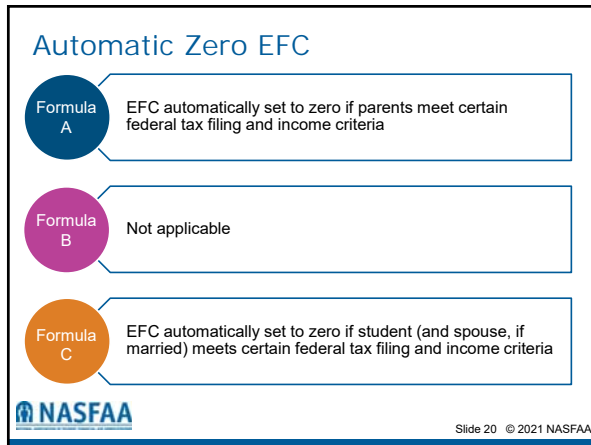 Automatic Zero EFC
Formula
A
EFC automatically set to zero if parents meet certain
federal tax filing and income criteria
Formula
B
Not applicable
Formula
C
EFC automatically set to zero if student (and spouse, if
married) meets certain federal tax filing and income criteria
NASFAA
Slide 20 © 2021 NASFAA